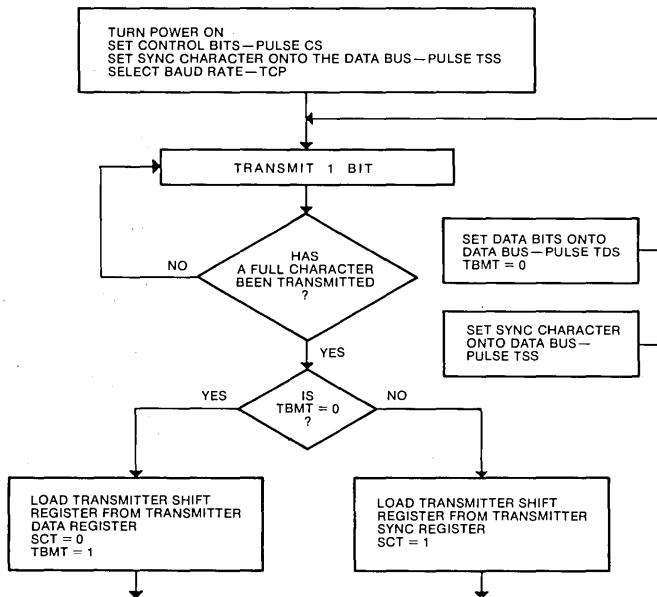 TURN POWER ON
SET CONTROL BITS—PULSE CS
SET SYNC CHARACTER ONTO THE DATA BUS—PULSE TSS
SELECT BAUD RATE—TCP
TRANSMIT 1 BIT
HAS
A FULL CHARACTER
BEEN TRANSMITTED
?
NO
SET DATA BITS ONTO
DATA BUS—PULSE TDS
TBMT = 0
SET SYNC CHARACTER
ONTO DATA BUS—
PULSE TSS
YES
IS
TBMT = 0
?
YES
NO
LOAD TRANSMITTER SHIFT
REGISTER FROM TRANSMITTER
DATA REGISTER
SCT = 0
TBMT = 1
LOAD TRANSMITTER SHIFT
REGISTER FROM TRANSMITTER
SYNC REGISTER
SCT = 1